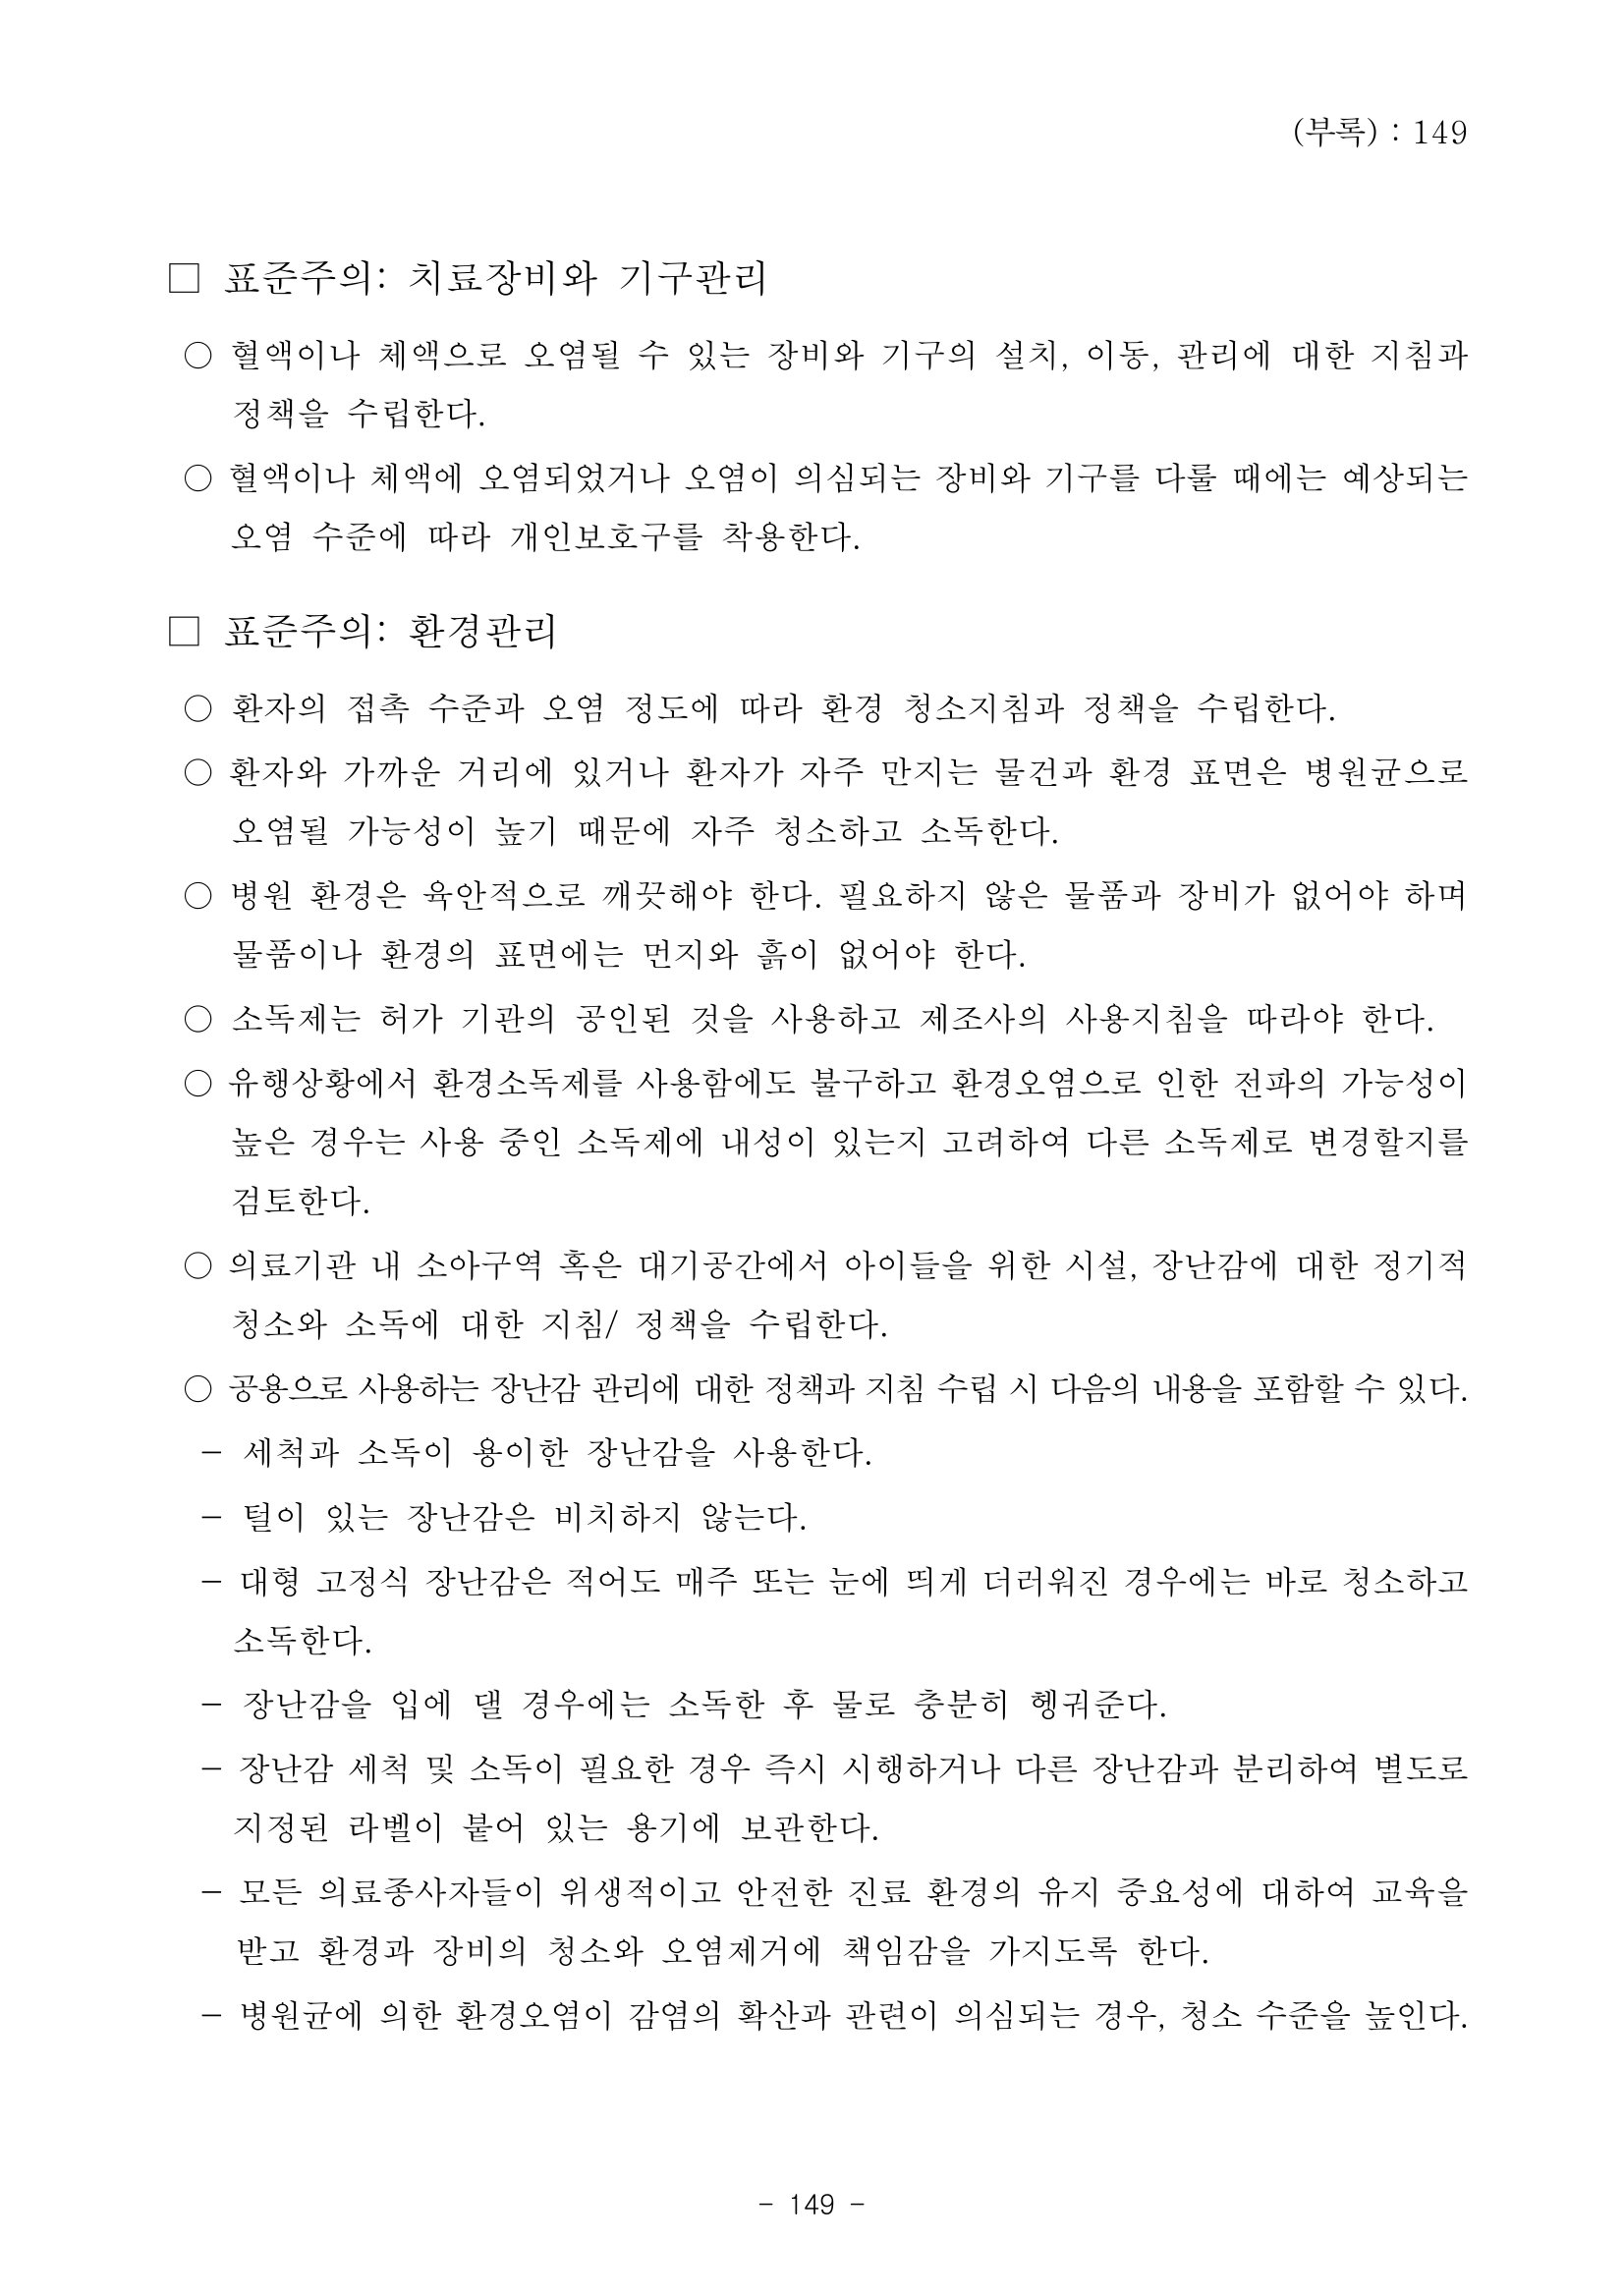 (부록) : 149
□ 표준주의: 치료장비와 기구관리
○ 혈액이나 체액으로 오염될 수 있는 장비와 기구의 설치, 이동, 관리에 대한 지침과
정책을 수립한다.
○ 혈액이나 체액에 오염되었거나 오염이 의심되는 장비와 기구를 다룰 때에는 예상되는
오염 수준에 따라 개인보호구를 착용한다.
□ 표준주의: 환경관리
○ 환자의 접촉 수준과 오염 정도에 따라 환경 청소지침과 정책을 수립한다.
○ 환자와 가까운 거리에 있거나 환자가 자주 만지는 물건과 환경 표면은 병원균으로
오염될 가능성이 높기 때문에 자주 청소하고 소독한다.
○ 병원 환경은 육안적으로 깨끗해야 한다. 필요하지 않은 물품과 장비가 없어야 하며
물품이나 환경의 표면에는 먼지와 흙이 없어야 한다.
○ 소독제는 허가 기관의 공인된 것을 사용하고 제조사의 사용지침을 따라야 한다.
○ 유행상황에서 환경소독제를 사용함에도 불구하고 환경오염으로 인한 전파의 가능성이
높은 경우는 사용 중인 소독제에 내성이 있는지 고려하여 다른 소독제로 변경할지를
검토한다.
○ 의료기관 내 소아구역 혹은 대기공간에서 아이들을 위한 시설, 장난감에 대한 정기적
청소와 소독에 대한 지침/ 정책을 수립한다.
○ 공용으로 사용하는 장난감 관리에 대한 정책과 지침 수립 시 다음의 내용을 포함할 수 있다.
− 세척과 소독이 용이한 장난감을 사용한다.
− 털이 있는 장난감은 비치하지 않는다.
− 대형 고정식 장난감은 적어도 매주 또는 눈에 띄게 더러워진 경우에는 바로 청소하고
소독한다.
− 장난감을 입에 댈 경우에는 소독한 후 물로 충분히 헹궈준다.
− 장난감 세척 및 소독이 필요한 경우 즉시 시행하거나 다른 장난감과 분리하여 별도로
지정된 라벨이 붙어 있는 용기에 보관한다.
− 모든 의료종사자들이 위생적이고 안전한 진료 환경의 유지 중요성에 대하여 교육을
받고 환경과 장비의 청소와 오염제거에 책임감을 가지도록 한다.
− 병원균에 의한 환경오염이 감염의 확산과 관련이 의심되는 경우, 청소 수준을 높인다.
- 149 -